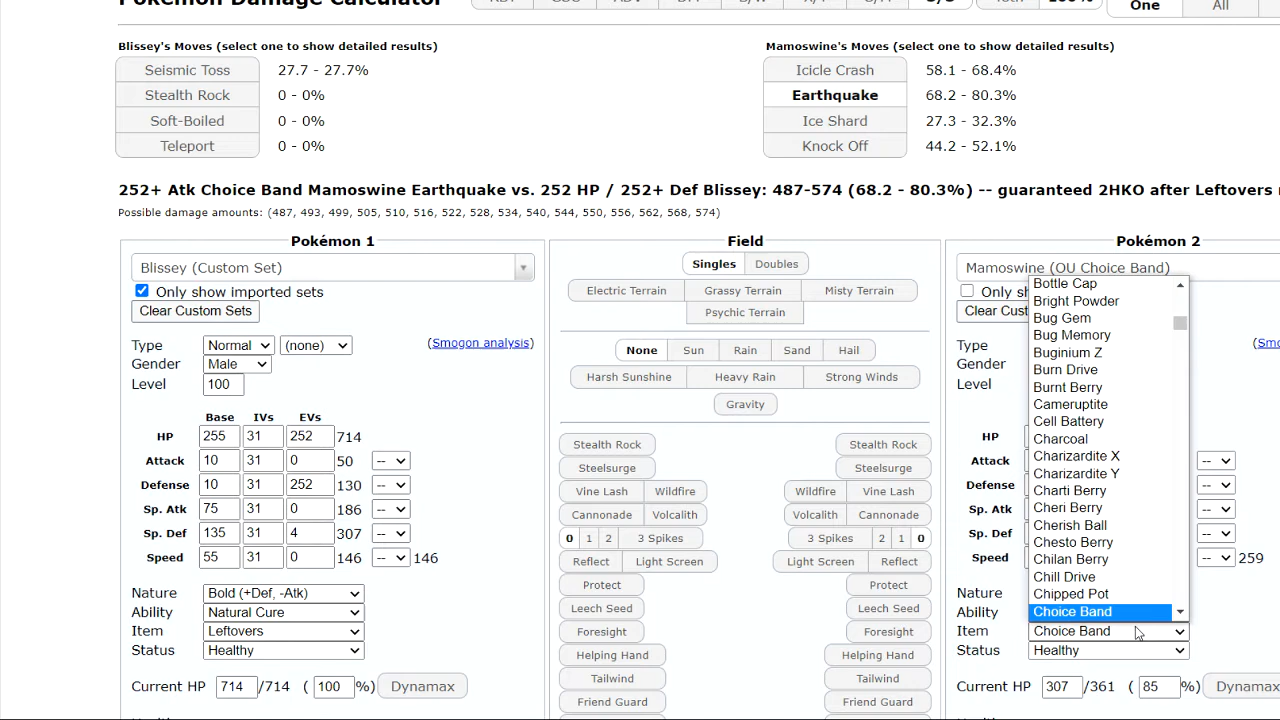 Pokémon Damage Calculator
One All
Blissey's Moves (select one to show detailed results)
Seismic Toss 27.7 - 27.7%
Stealth Rock 0 - 0%
Soft-Boiled 0 - 0%
Teleport 0 - 0%
Mamoswine's Moves (select one to show detailed results)
Icicle Crash 58.1 - 68.4%
Earthquake 68.2 - 80.3%
Ice Shard 27.3 - 32.3%
Knock Off 44.2 - 52.1%
252+ Atk Choice Band Mamoswine Earthquake vs. 252 HP / 252+ Def Blissey: 487-574 (68.2 - 80.3%) -- guaranteed 2HKO after Leftovers
Possible damage amounts: (487, 493, 499, 505, 510, 516, 522, 528, 534, 540, 544, 550, 556, 562, 568, 574)
Pokémon 1
Blissey (Custom Set)
Only show imported sets
Clear Custom Sets
Type Normal (none) (Smogon analysis)
Gender Male
Level 100
Base IVs EVs
HP 255 31 252 714
Attack 10 31 0 50 --
Defense 10 31 252 130 --
Sp. Atk 75 31 0 186 --
Sp. Def 135 31 4 307 --
Speed 55 31 0 146 -- 146
Nature Bold (+Def, -Atk)
Ability Natural Cure
Item Leftovers
Status Healthy
Current HP 714 /714 ( 100 %) Dynamax
Field
Singles Doubles
Electric Terrain Grassy Terrain Misty Terrain
Psychic Terrain
None Sun Rain Sand Hail
Harsh Sunshine Heavy Rain Strong Winds
Gravity
Stealth Rock Stealth Rock
Steelsurge Steelsurge
Vine Lash Wildfire Wildfire Vine Lash
Cannonade Volcalith Volcalith Cannonade
0 1 2 3 Spikes 3 Spikes 2 1 0
Reflect Light Screen Light Screen Reflect
Protect Protect
Leech Seed Leech Seed
Foresight Foresight
Helping Hand Helping Hand
Tailwind Tailwind
Friend Guard Friend Guard
Pokémon 2
Mamoswine (OU Choice Band)
Only sh
Clear Cust
Type (Smo
Gender
Level
HP
Attack --
Defense --
Sp. Atk --
Sp. Def --
Speed -- 259
Nature
Ability
Item Choice Band
Status Healthy
Current HP 307 /361 ( 85 %) Dynamax
Bottle Cap
Bright Powder
Bug Gem
Bug Memory
Buginium Z
Burn Drive
Burnt Berry
Cameruptite
Cell Battery
Charcoal
Charizardite X
Charizardite Y
Charti Berry
Cheri Berry
Cherish Ball
Chesto Berry
Chilan Berry
Chill Drive
Chipped Pot
Choice Band